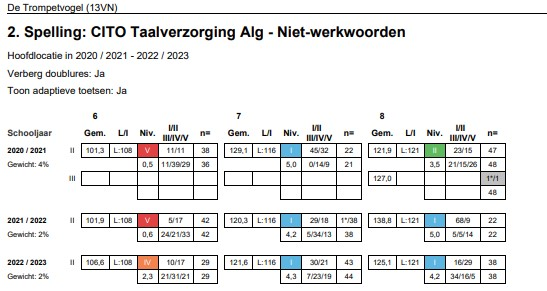 De Trompetvogel (13VN)
2. Spelling: CITO Taalverzorging Alg - Niet-werkwoorden
Hoofdlocatie in 2020 / 2021 - 2022 / 2023
Verberg doublures: Ja
Toon adaptieve toetsen: Ja
6 7 8
Schooljaar Gem. L/I Niv. I/II III/IV/V n= Gem. L/I Niv. I/II III/IV/V n= Gem. L/I Niv. I/II III/IV/V n=
2020 / 2021 II 101,3 L:108 V 11/11 38 129,1 L:116 I 45/32 22 121,9 L:121 II 23/15 47
Gewicht: 4% 0,5 11/39/29 36 5,0 0/14/9 21 3,5 21/15/26 48
III 127,0 1*/1
48
2021 / 2022 II 101,9 L:108 V 5/17 42 120,3 L:116 I 29/18 1*/38 138,8 L:121 I 68/9 22
Gewicht: 2% 0,6 24/21/33 42 4,2 5/34/13 38 5,0 5/5/14 22
2022 / 2023 II 106,6 L:108 IV 10/17 29 121,6 L:116 I 30/21 43 125,1 L:121 I 16/29 38
Gewicht: 2% 2,3 21/31/21 29 4,3 7/23/19 44 4,2 34/16/5 38